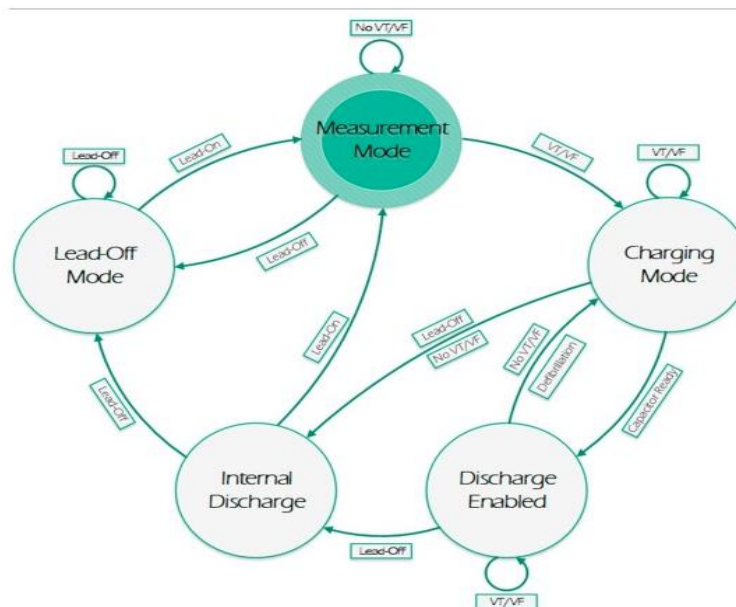 No VT/VF
Measurement
Mode
Lead-On
VT/VF
Lead-Off
VT/VF
Lead-Off
Mode
Lead-Off
Charging
Mode
Lead-On
Lead-Off
No VT/VF
No VT/VF
Defibrillation
Capacitor Ready
Lead-Off
Internal
Discharge
Discharge
Enabled
Lead-Off
VT/VF